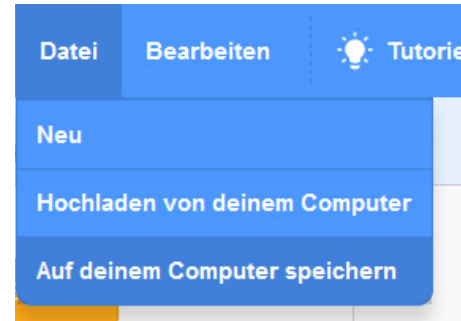 Datei Bearbeiten
Neu
Hochladen von deinem Computer
Auf deinem Computer speichern